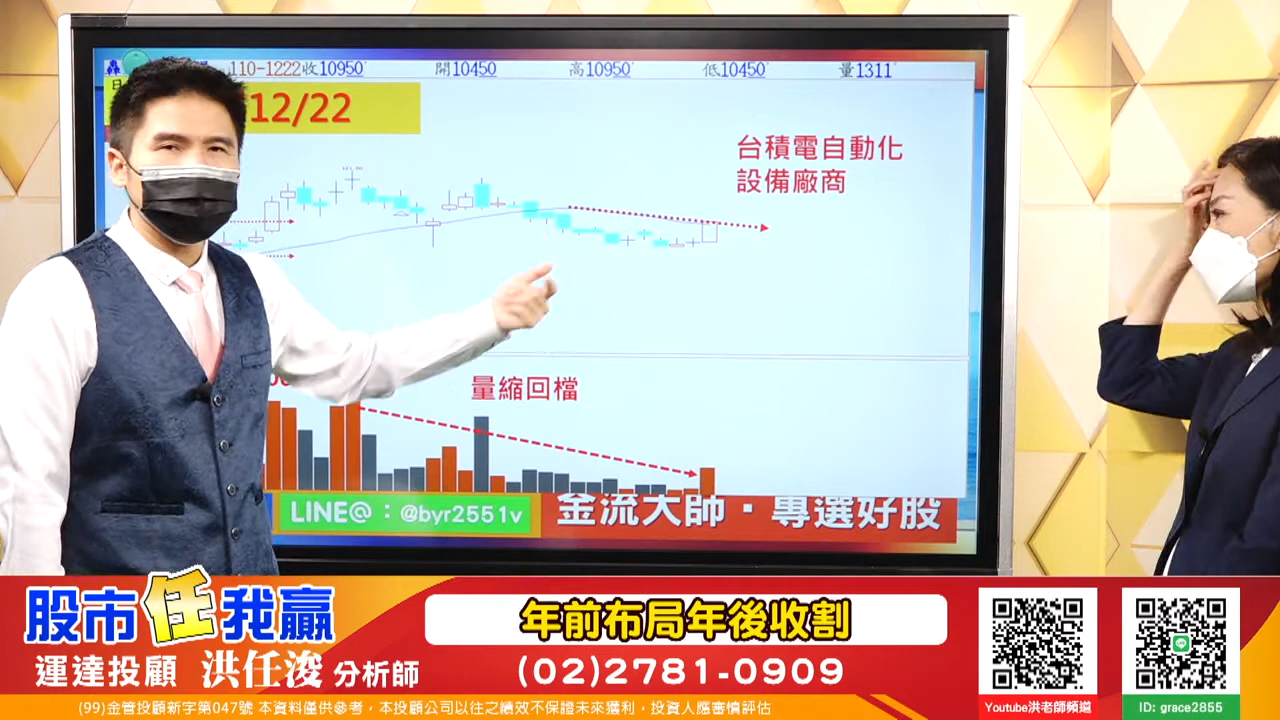 110-1222收10950 開10450 高10950 低10450 量1311
日
12/22
台積電自動化
設備廠商
量縮回檔
LINE@：@byr2551v
金流大師・專選好股
股市任我贏
年前布局年後收割
運達投顧 洪任浚 分析師
(02)2781-0909
(99)金管投顧新字第047號 本資料僅供參考，本投顧公司以往之績效不保證未來獲利，投資人應審慎評估
Youtube洪老師頻道
ID: grace2855